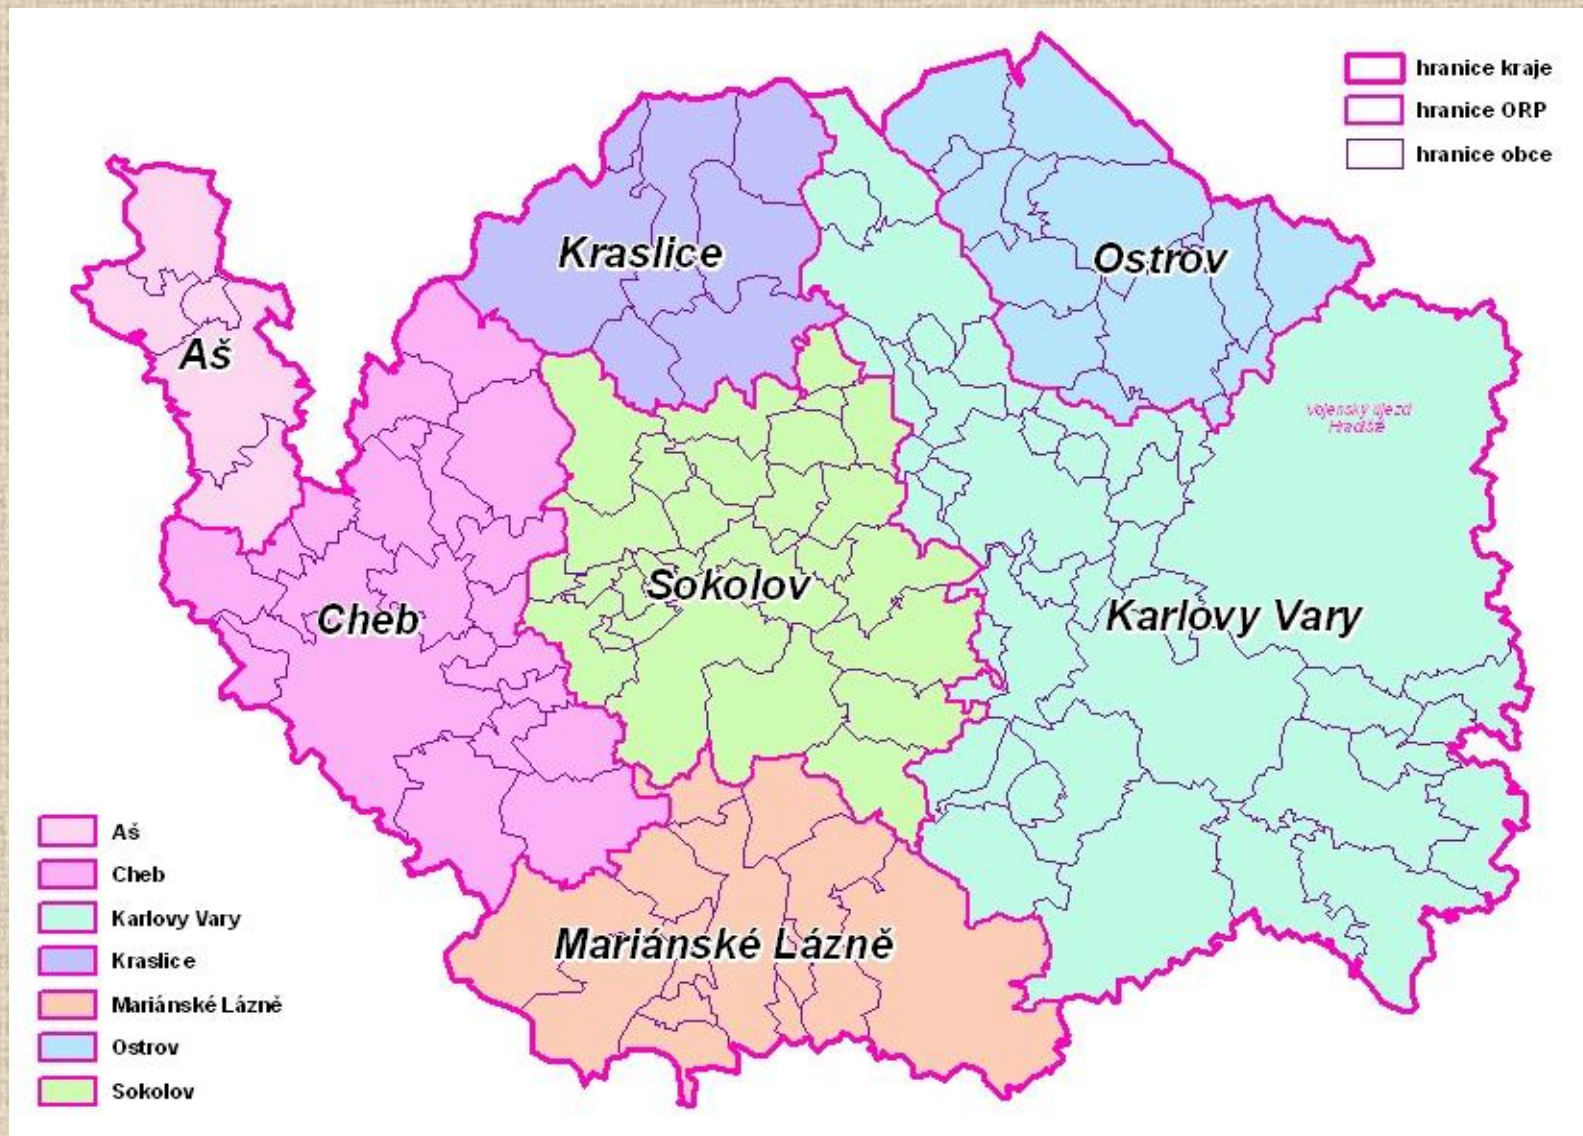 hranice kraje
hranice ORP
hranice obce
Kraslice
Ostrov
Aš
Vojenský újezd
Hradiště
Sokolov
Cheb
Karlovy Vary
Mariánské Lázně
Aš
Cheb
Karlovy Vary
Kraslice
Mariánské Lázně
Ostrov
Sokolov